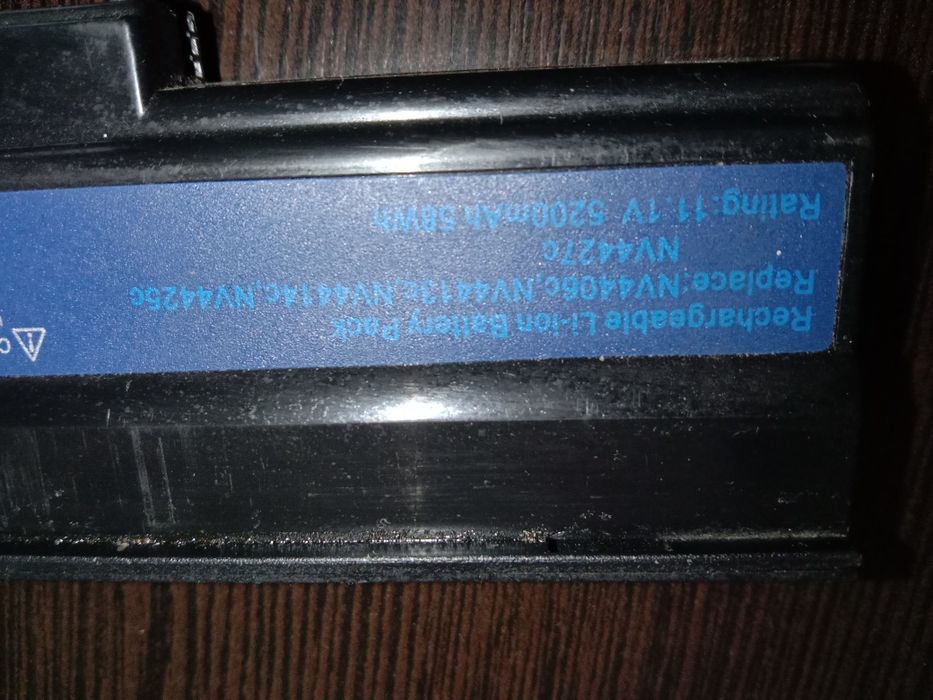 Rechargeable Li-ion Battery Pack
Replace:NV4406c,NV4413c,NV4414c,NV4425c
NV4427c
Rating:11.1V 5200mAh 58Wh